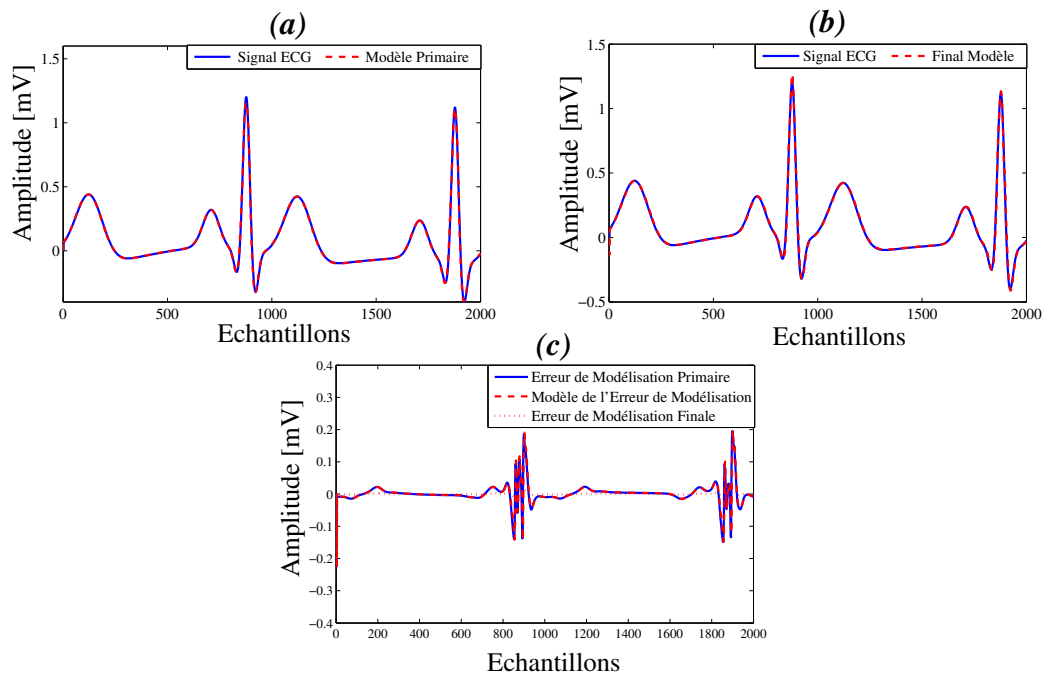 (a)
Signal ECG
Modèle Primaire
Amplitude [mV]
1.5
1
0.5
0
0
500
1000
1500
2000
Echantillons
(b)
Signal ECG
Final Modèle
Amplitude [mV]
1.5
1
0.5
0
−0.5
0
500
1000
1500
2000
Echantillons
(c)
Erreur de Modélisation Primaire
Modèle de l'Erreur de Modélisation
Erreur de Modélisation Finale
Amplitude [mV]
0.4
0.3
0.2
0.1
0
−0.1
−0.2
−0.3
−0.4
0
200
400
600
800
1000
1200
1400
1600
1800
2000
Echantillons